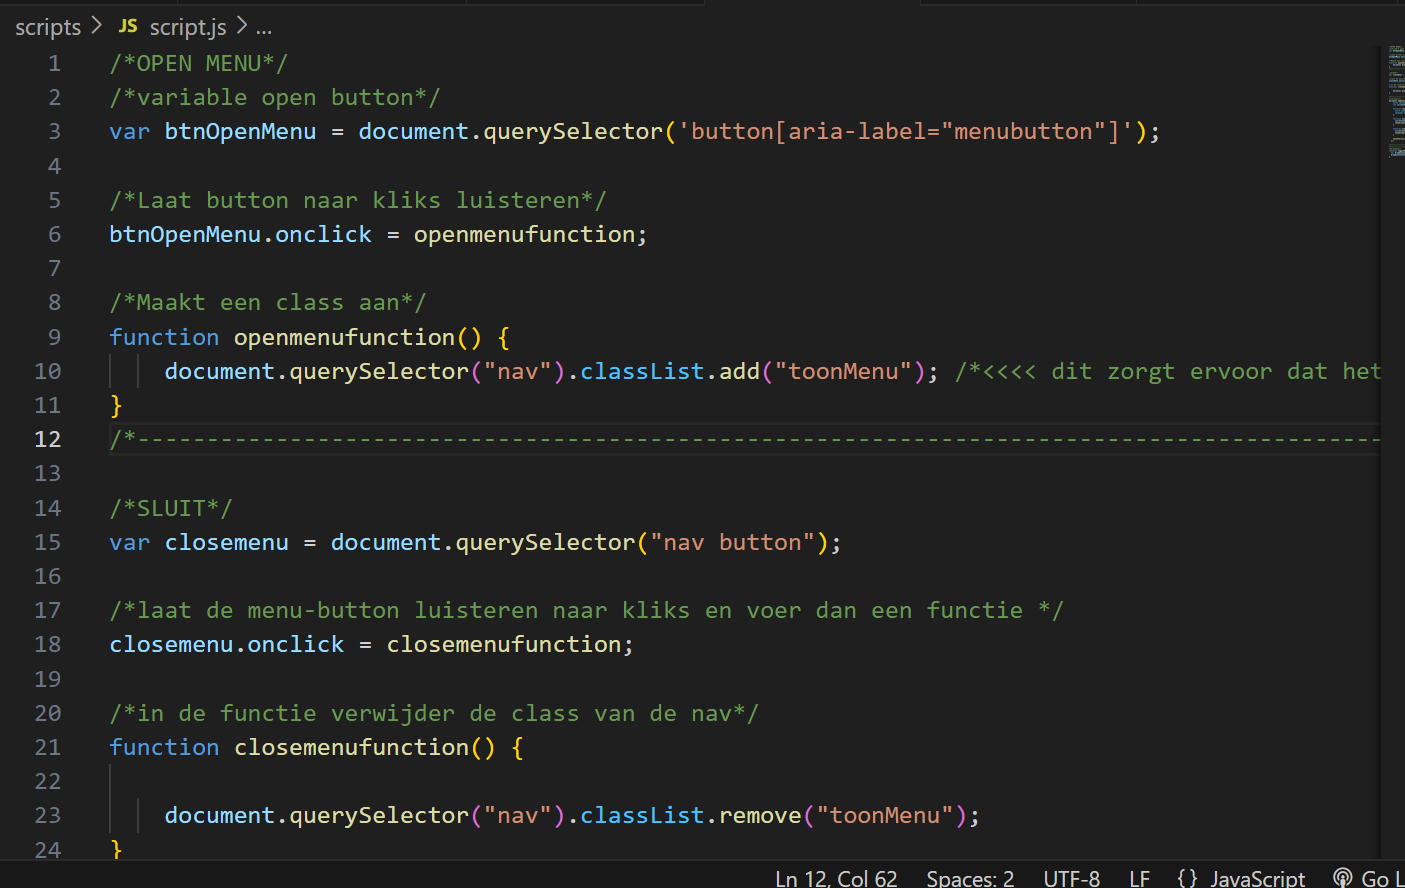 scripts > JS script.js > ...
1 /*OPEN MENU*/
2 /*variable open button*/
3 var btnOpenMenu = document.querySelector('button[aria-label="menubutton"]');
4
5 /*Laat button naar kliks luisteren*/
6 btnOpenMenu.onclick = openmenufunction;
7
8 /*Maakt een class aan*/
9 function openmenufunction() {
10 document.querySelector("nav").classList.add("toonMenu"); /*<<<< dit zorgt ervoor dat het
11 }
12 /*------------------------------------------------------------------------------------------
13
14 /*SLUIT*/
15 var closemenu = document.querySelector("nav button");
16
17 /*laat de menu-button luisteren naar kliks en voer dan een functie */
18 closemenu.onclick = closemenufunction;
19
20 /*in de functie verwijder de class van de nav*/
21 function closemenufunction() {
22
23 document.querySelector("nav").classList.remove("toonMenu");
24 }
Ln 12, Col 62 Spaces: 2 UTF-8 LF {} JavaScript Go L